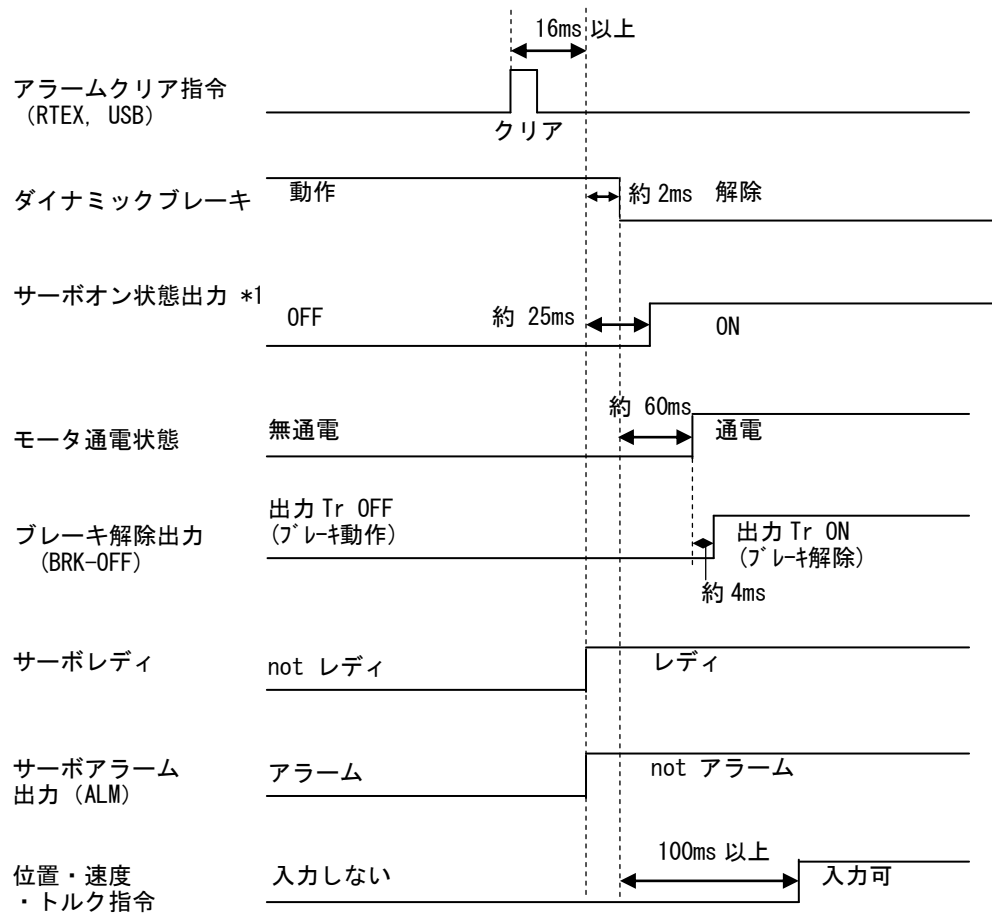 16ms 以上
アラームクリア指令
(RTEX, USB)
クリア
ダイナミックブレーキ
動作
約 2ms
解除
サーボオン状態出力 *1
OFF
約 25ms
ON
モータ通電状態
無通電
約 60ms
通電
ブレーキ解除出力
(BRK-OFF)
出力 Tr OFF
(ﾌﾞﾚｰｷ動作)
出力 Tr ON
(ﾌﾞﾚｰｷ解除)
約 4ms
サーボレディ
not レディ
レディ
サーボアラーム
出力 (ALM)
アラーム
not アラーム
位置・速度
・トルク指令
入力しない
100ms 以上
入力可